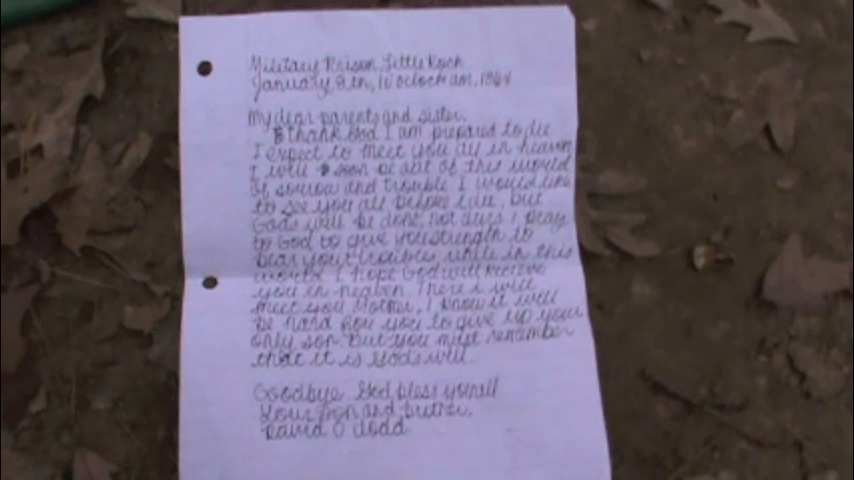 Military Prison, Little Rock
January 8th, 10 oclock am. 1864
My dear parents and sister.
thank God I am prepared to die
I expect to meet you all in heaven
I will soon be out of this world
of sorrow and trouble I would like
to see you all before I die, but
Gods will be done, not ours I pray
to God to give you strength to
bear your troubles while in this
world. I hope God will recieve
you in heaven. There i will
meet you Mother, I know it will
be hard for you to give up your
only son, but you must remember
that it is God's will.
Goodbye God bless you all
Your son and brother.
David O dodd